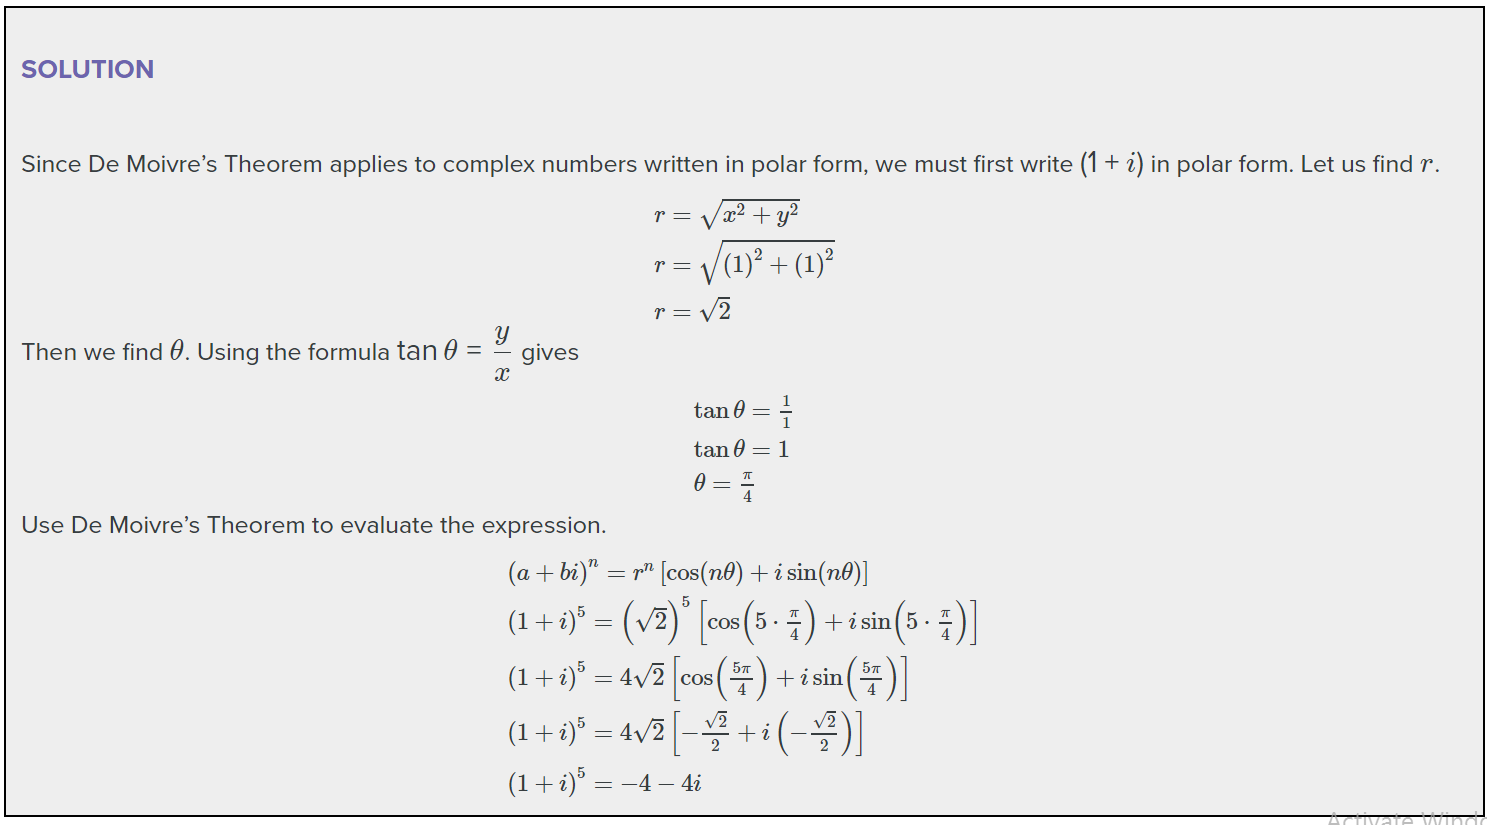 SOLUTION
Since De Moivre’s Theorem applies to complex numbers written in polar form, we must first write (1 + i) in polar form. Let us find r.
r = √(x² + y²)
r = √((1)² + (1)²)
r = √2
Then we find θ. Using the formula tan θ = y/x gives
tan θ = 1/1
tan θ = 1
θ = π/4
Use De Moivre’s Theorem to evaluate the expression.
(a + bi)ⁿ = rⁿ [cos(nθ) + i sin(nθ)]
(1 + i)⁵ = (√2)⁵ [cos(5 · π/4) + i sin(5 · π/4)]
(1 + i)⁵ = 4√2 [cos(5π/4) + i sin(5π/4)]
(1 + i)⁵ = 4√2 [−√2/2 + i (−√2/2)]
(1 + i)⁵ = −4 − 4i
Activate